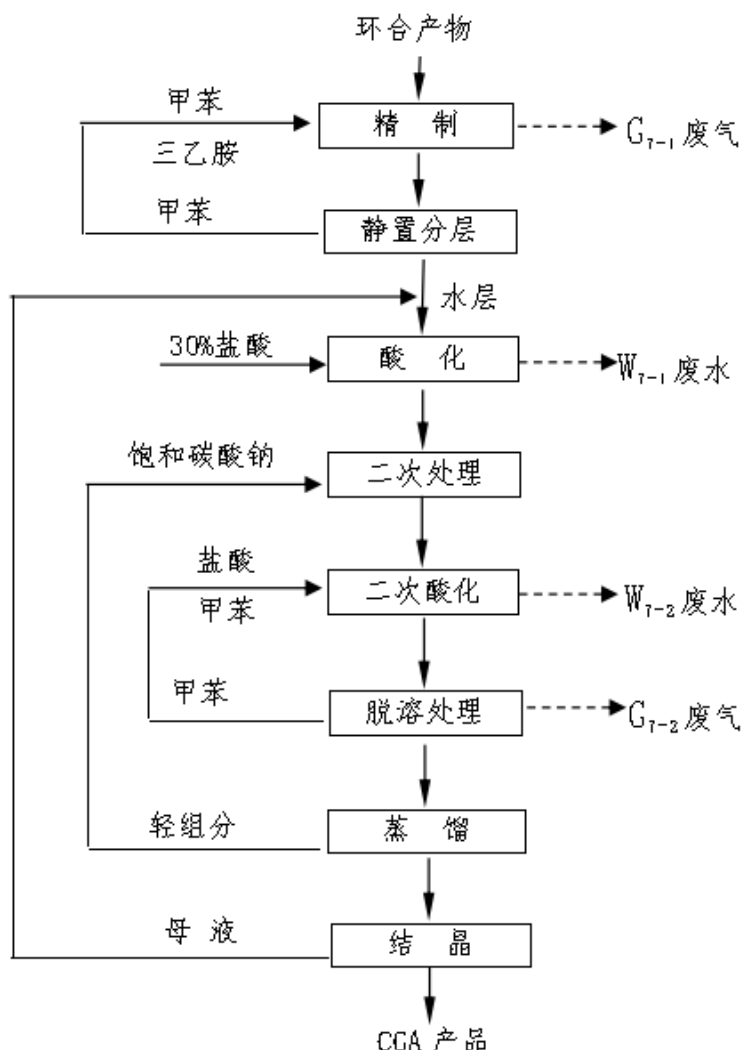 环合产物
甲苯
精 制
G₇₋₁废气
三乙胺
甲苯
静置分层
水层
30%盐酸
酸 化
W₇₋₁废水
饱和碳酸钠
二次处理
盐酸
二次酸化
W₇₋₂废水
甲苯
甲苯
脱溶处理
G₇₋₂废气
轻组分
蒸 馏
母 液
结 晶
CCA 产品